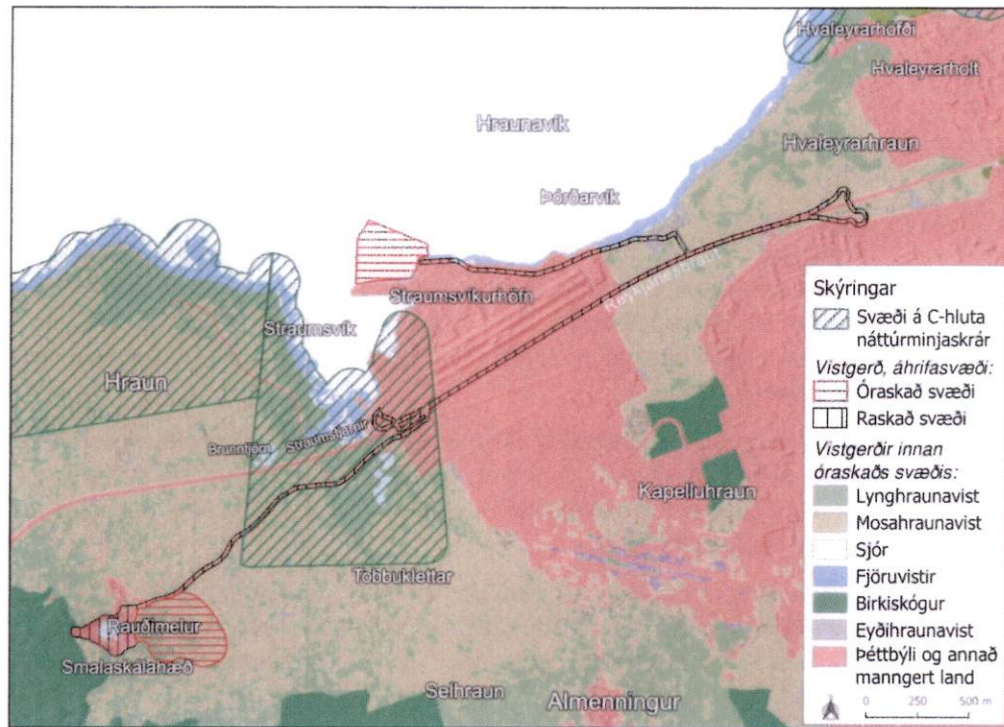 Hvaleyrarhöfði
Hvaleyrarholt
Hraunavík
Hvaleyrarhraun
Þórðarvík
Reykjanesbraut
Straumsvíkurhöfn
Straumsvík
Hraun
Brunntjörn
Straumstjarnir
Kapelluhraun
Tobbuklettar
Rauðimelur
Smalaskálahæð
Selhraun
Almenningur
Skýringar
Svæði á C-hluta
náttúrminjaskrár
Vistgerð, áhrifasvæði:
Óraskað svæði
Raskað svæði
Vistgerðir innan
óraskaðs svæðis:
Lynghraunavist
Mosahraunavist
Sjór
Fjöruvistir
Birkiskógur
Eyðihraunavist
Þéttbýli og annað
manngert land
0 250 500 m